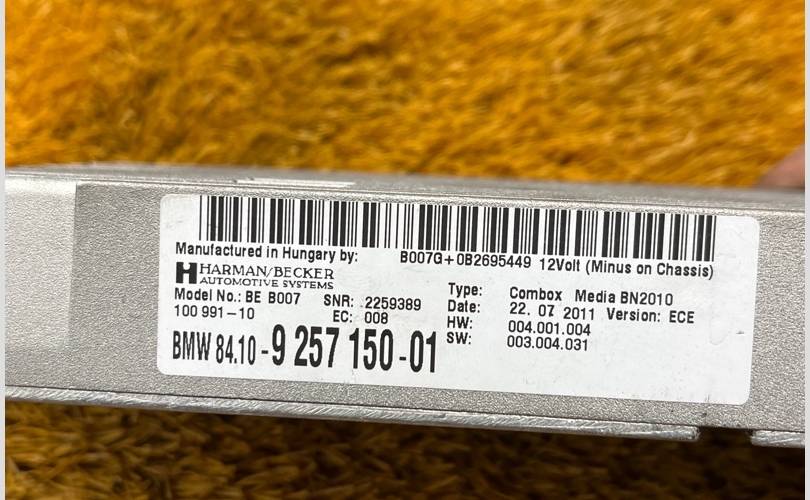 Manufactured in Hungary by:
B007G+0B2695449 12Volt (Minus on Chassis)
HARMAN/BECKER
AUTOMOTIVE SYSTEMS
Model No.: BE B007 SNR: 2259389
100 991-10 EC: 008
BMW 84.10-9 257 150-01
Type: Combox Media BN2010
Date: 22. 07 2011 Version: ECE
HW: 004.001.004
SW: 003.004.031